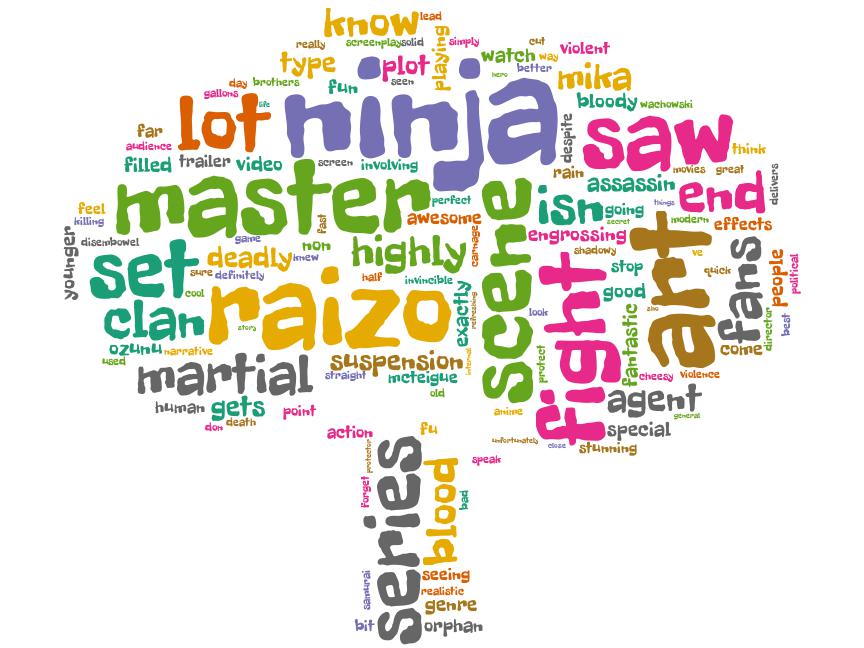 know
lead
really
screenplay
solid
playing
simply
cut
violent
type
plot
seen
watch
way
better
hero
mika
day
brothers
gallons
fun
life
lot
ninja
bloody
wachowski
saw
think
far
audience
despite
filled
trailer
video
screen
involving
rain
movies
great
delivers
assassin
end
things
master
perfect
scene
isn
going
secret
modern
effects
feel
killing
younger
disembowel
game
fast
awesome
carnage
engrossing
art
fans
political
people
set
deadly
knew
non
highly
shadowy
stop
ve
quick
sure
definitely
cool
half
invincible
exactly
refreshing
good
sho
director
best
clan
raizo
story
look
fight
fantastic
come
ozunu
narrative
used
suspension
internal
protect
cheesy
violence
martial
straight
mcteigue
old
agent
general
human
gets
point
anime
don
death
special
action
fu
unfortunately
close
stunning
protector
series
speak
forget
blood
bad
samurai
seeing
realistic
genre
bit
orphan